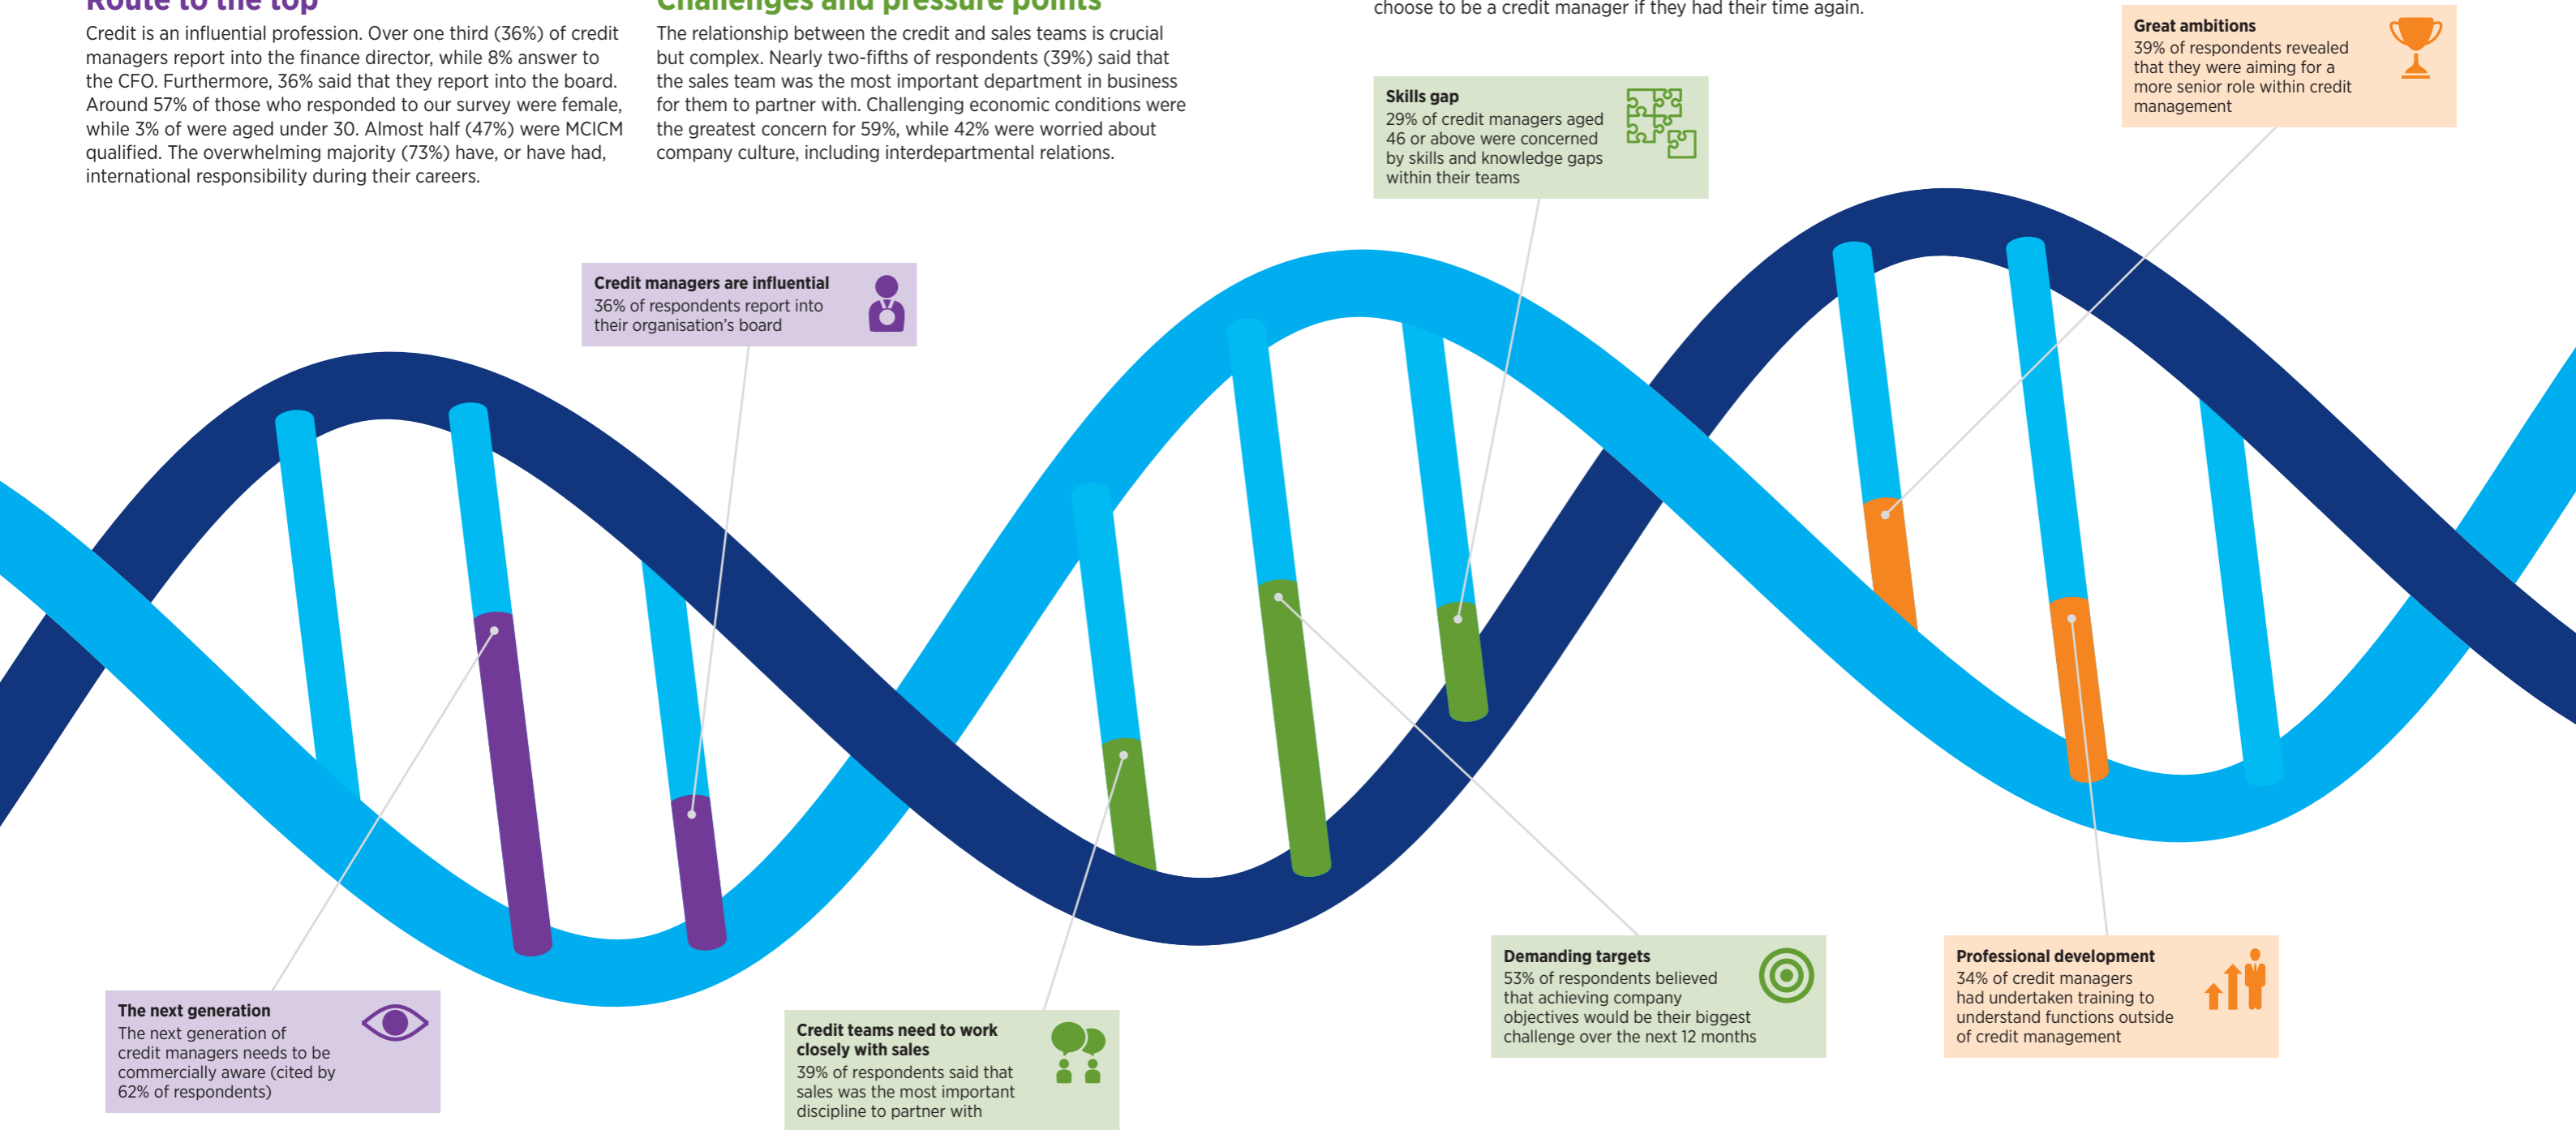 Route to the top
Credit is an influential profession. Over one third (36%) of credit
managers report into the finance director, while 8% answer to
the CFO. Furthermore, 36% said that they report into the board.
Around 57% of those who responded to our survey were female,
while 3% of were aged under 30. Almost half (47%) were MCICM
qualified. The overwhelming majority (73%) have, or have had,
international responsibility during their careers.
Challenges and pressure points
The relationship between the credit and sales teams is crucial
but complex. Nearly two-fifths of respondents (39%) said that
the sales team was the most important department in business
for them to partner with. Challenging economic conditions were
the greatest concern for 59%, while 42% were worried about
company culture, including interdepartmental relations.
choose to be a credit manager if they had their time again.
Great ambitions
39% of respondents revealed
that they were aiming for a
more senior role within credit
management
Skills gap
29% of credit managers aged
46 or above were concerned
by skills and knowledge gaps
within their teams
Credit managers are influential
36% of respondents report into
their organisation’s board
The next generation
The next generation of
credit managers needs to be
commercially aware (cited by
62% of respondents)
Credit teams need to work
closely with sales
39% of respondents said that
sales was the most important
discipline to partner with
Demanding targets
53% of respondents believed
that achieving company
objectives would be their biggest
challenge over the next 12 months
Professional development
34% of credit managers
had undertaken training to
understand functions outside
of credit management